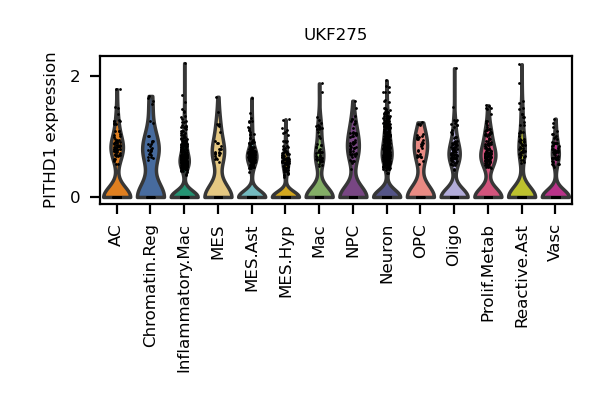 UKF275
PITHD1 expression
2
0
AC
Chromatin.Reg
Inflammatory.Mac
MES
MES.Ast
MES.Hyp
Mac
NPC
Neuron
OPC
Oligo
Prolif.Metab
Reactive.Ast
Vasc